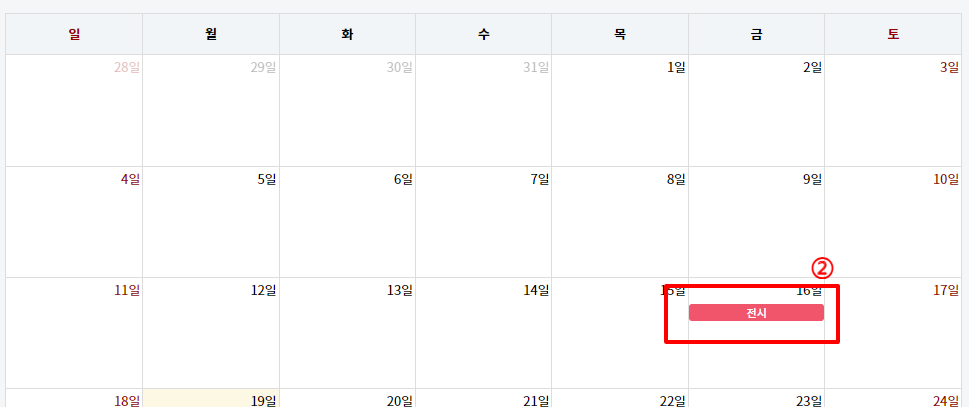 일 월 화 수 목 금 토
28일 29일 30일 31일 1일 2일 3일
4일 5일 6일 7일 8일 9일 10일
②
11일 12일 13일 14일 15일 16일 17일
전시
18일 19일 20일 21일 22일 23일 24일